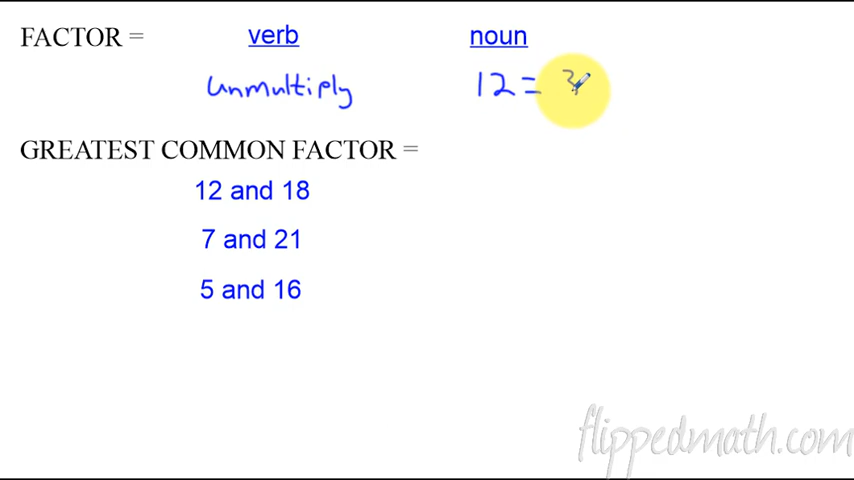 FACTOR = verb noun
unmultiply 12 = 3
GREATEST COMMON FACTOR =
12 and 18
7 and 21
5 and 16
flippedmath.com